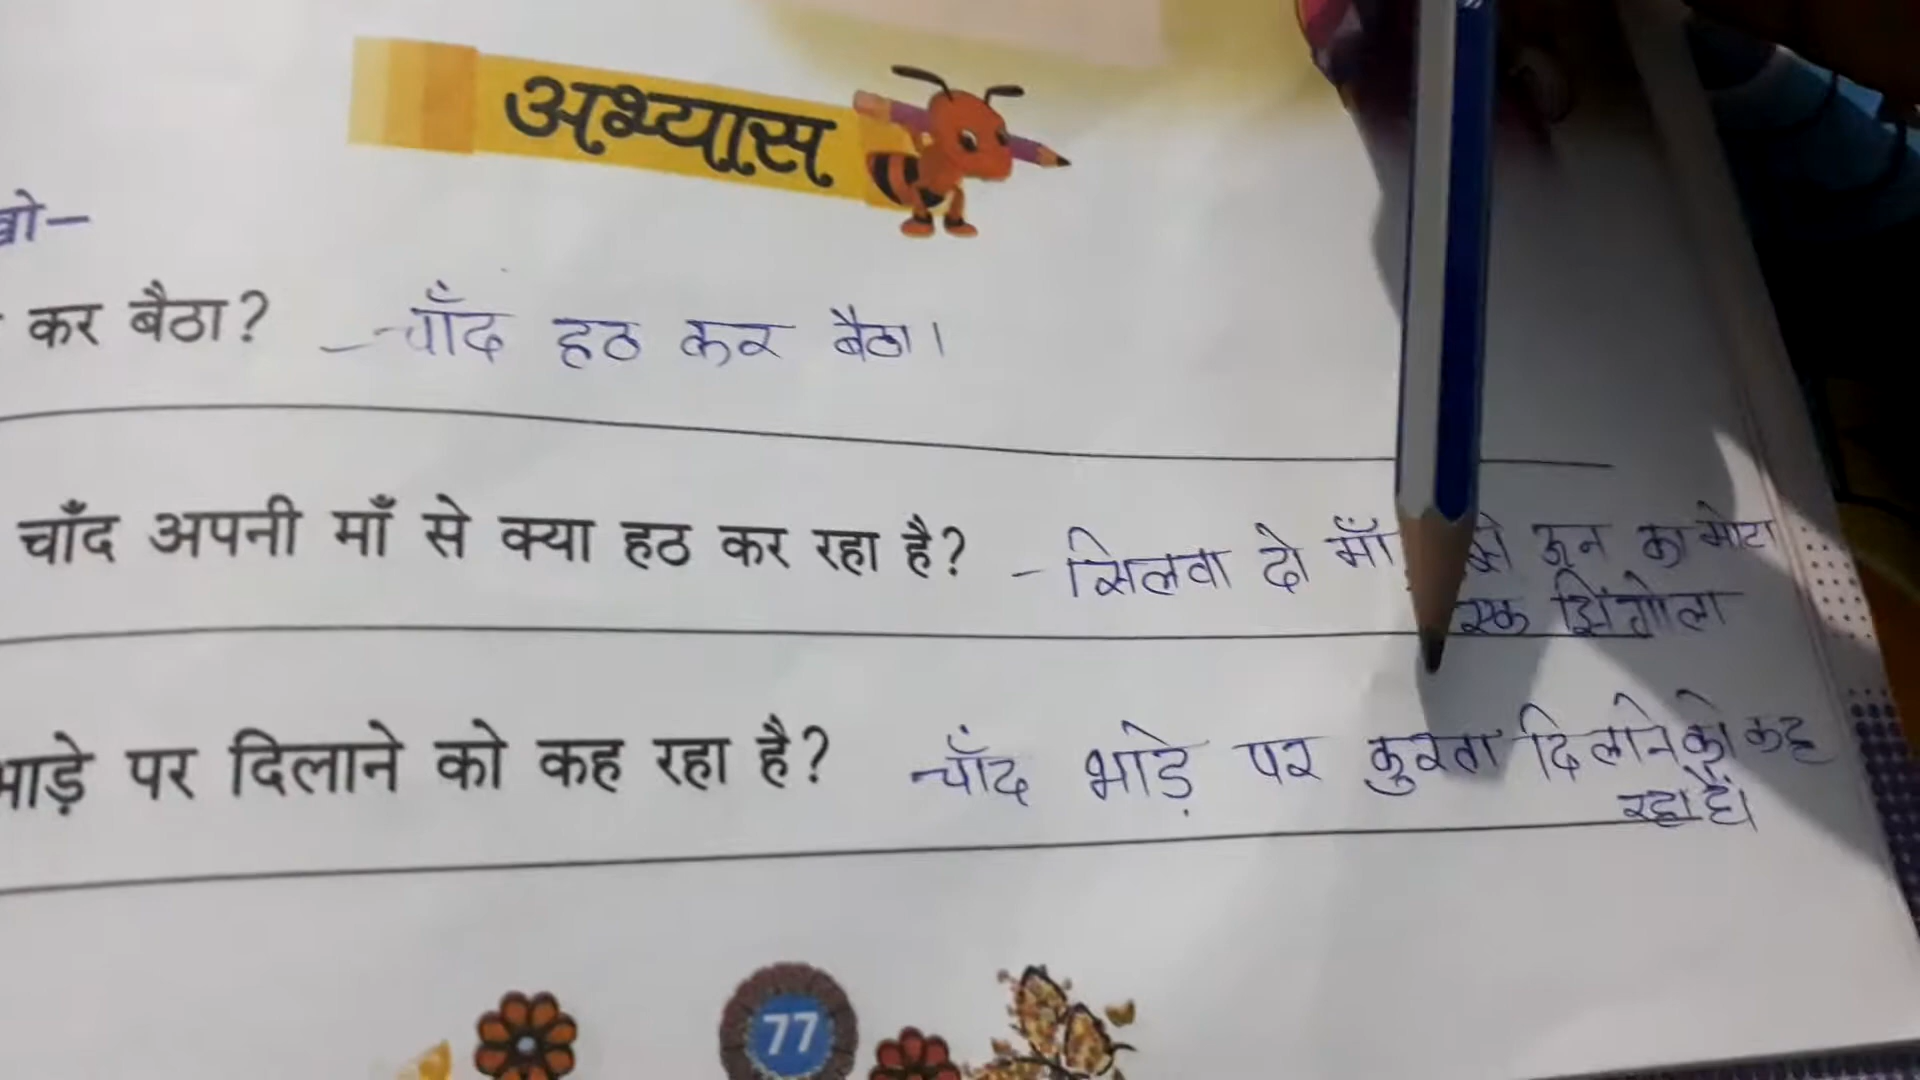 अभ्यास
कर बैठा? - चाँद हठ कर बैठा।
चाँद अपनी माँ से क्या हठ कर रहा है? - सिलवा दो माँ ऊन का मोटा
एक झिंगोला
भाड़े पर दिलाने को कह रहा है? चाँद भाड़े पर कुरता दिलाने को कह
रहा है।
77